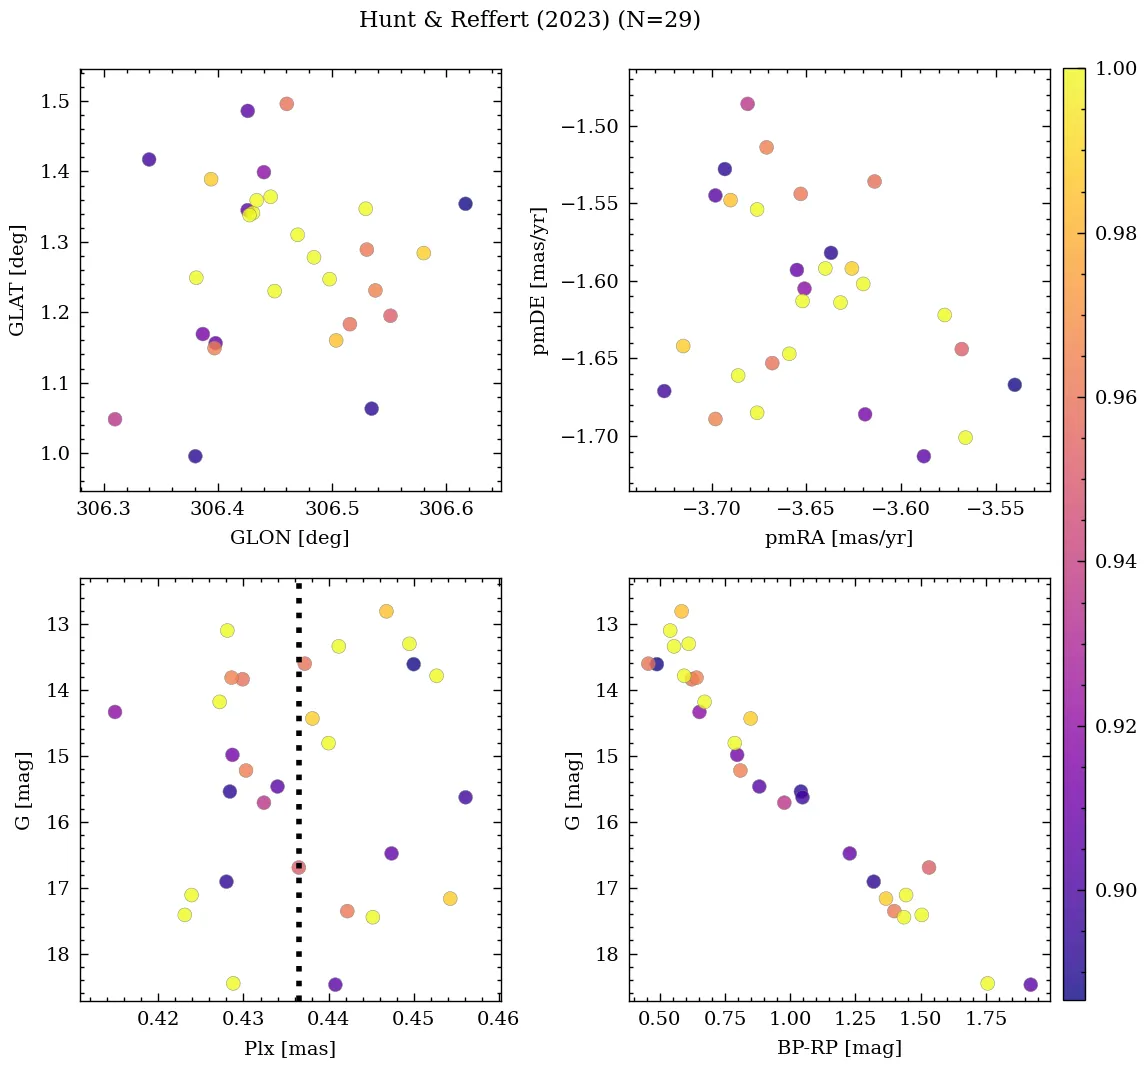 Hunt & Reffert (2023) (N=29)
1.5
1.4
1.3
1.2
1.1
1.0
GLAT [deg]
306.3 306.4 306.5 306.6
GLON [deg]
−1.50
−1.55
−1.60
−1.65
−1.70
pmDE [mas/yr]
−3.70 −3.65 −3.60 −3.55
pmRA [mas/yr]
1.00
0.98
0.96
0.94
0.92
0.90
13
14
15
16
17
18
G [mag]
0.42 0.43 0.44 0.45 0.46
Plx [mas]
13
14
15
16
17
18
G [mag]
0.50 0.75 1.00 1.25 1.50 1.75
BP-RP [mag]